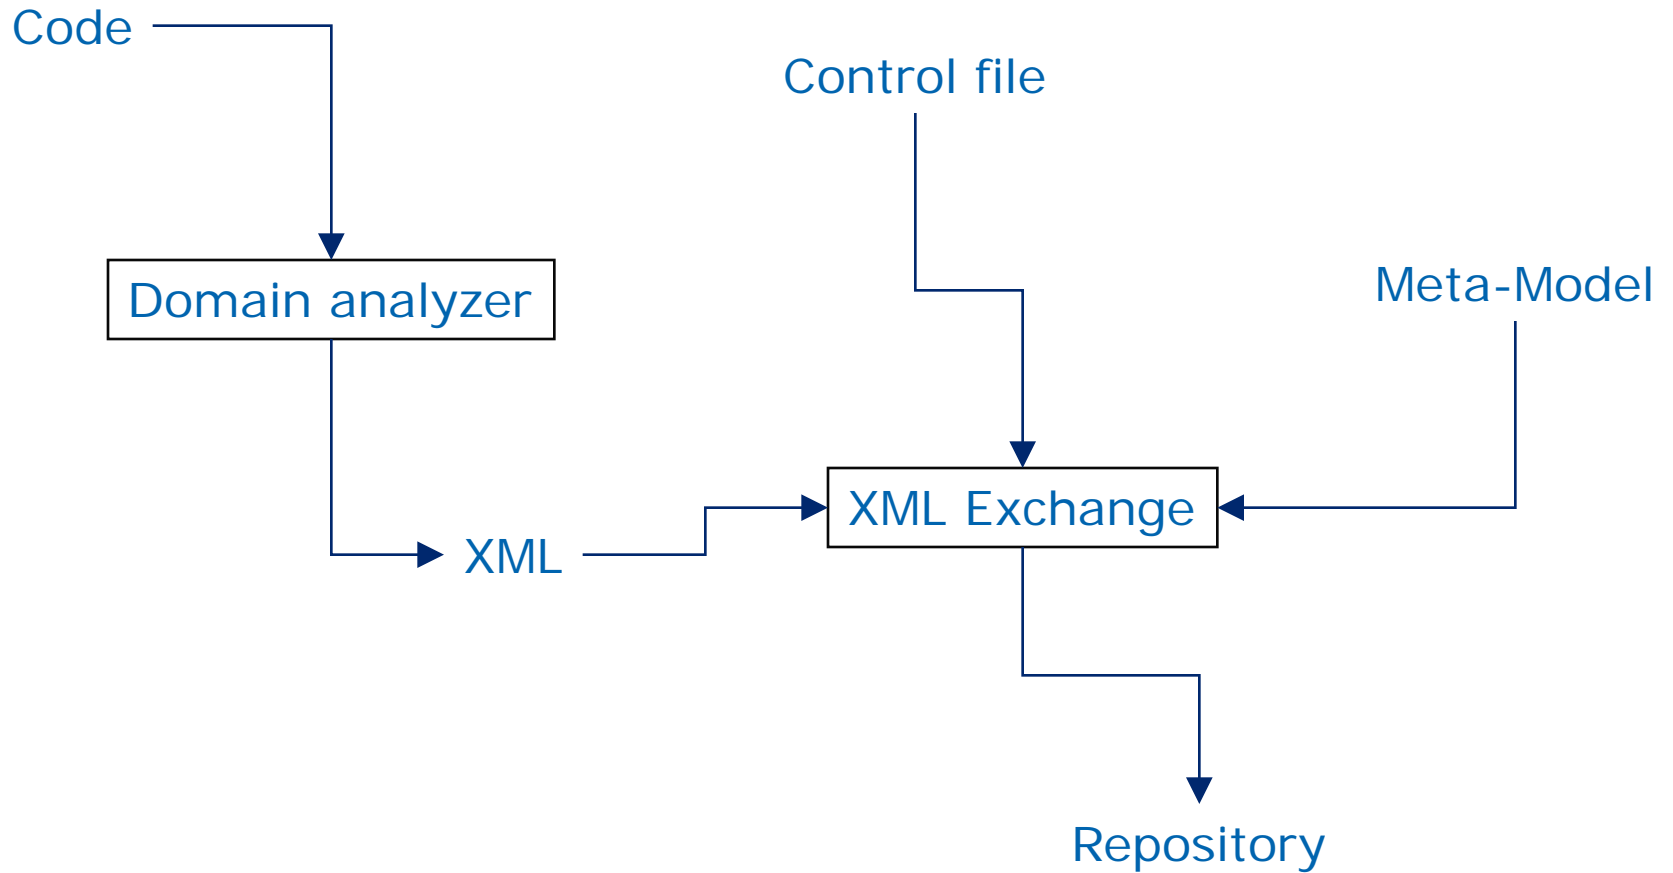 Code
Control file
Meta-Model
Domain analyzer
XML Exchange
XML
Repository